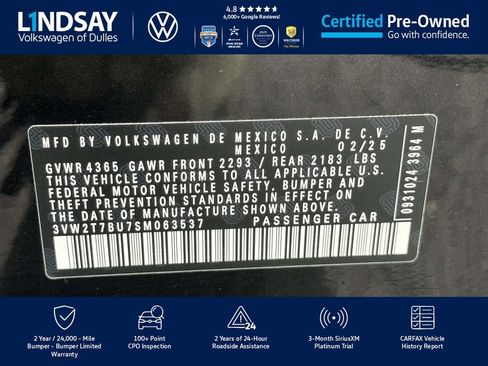 LINDSAY
Volkswagen of Dulles
4.8 ★★★★★
6,000+ Google Reviews!
Certified Pre-Owned
Go with confidence.
MFD BY VOLKSWAGEN DE MEXICO S.A. DE C.V.
MEXICO 02/25
GVWR 4365 GAWR FRONT 2293 / REAR 2183 LBS
THIS VEHICLE CONFORMS TO ALL APPLICABLE U.S.
FEDERAL MOTOR VEHICLE SAFETY, BUMPER AND
THEFT PREVENTION STANDARDS IN EFFECT ON
THE DATE OF MANUFACTURE SHOWN ABOVE.
3VW2T7BU7SM063537 PASSENGER CAR
0931024 3964 M
2 Year / 24,000 - Mile
Bumper - Bumper Limited
Warranty
100+ Point
CPO Inspection
24
2 Years of 24-Hour
Roadside Assistance
3-Month SiriusXM
Platinum Trial
CARFAX Vehicle
History Report